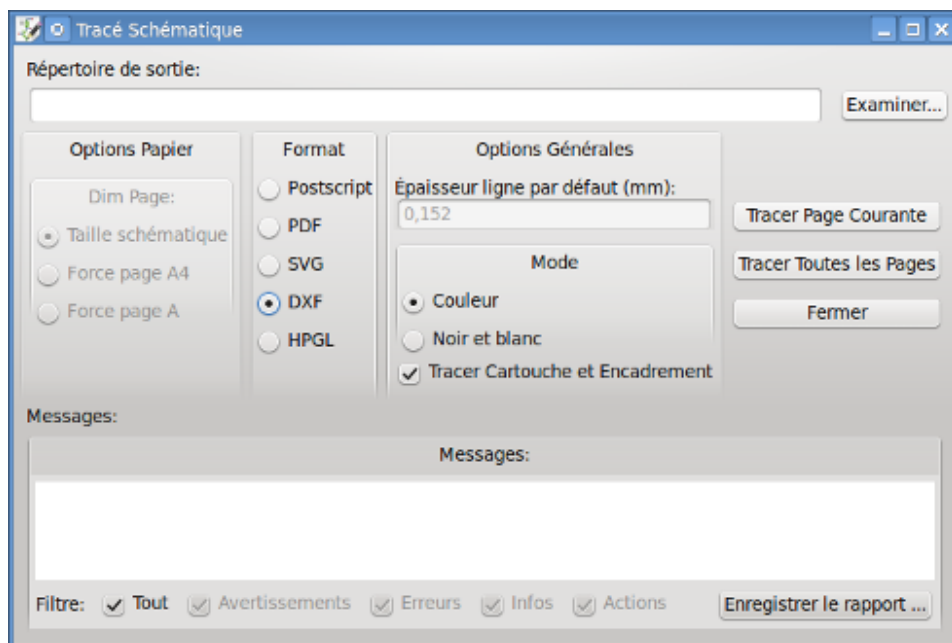 Tracé Schématique
Répertoire de sortie:
Examiner...
Options Papier
Dim Page:
Taille schématique
Force page A4
Force page A
Format
Postscript
PDF
SVG
DXF
HPGL
Options Générales
Épaisseur ligne par défaut (mm):
0,152
Mode
Couleur
Noir et blanc
Tracer Cartouche et Encadrement
Tracer Page Courante
Tracer Toutes les Pages
Fermer
Messages:
Messages:
Filtre: Tout Avertissements Erreurs Infos Actions Enregistrer le rapport ...